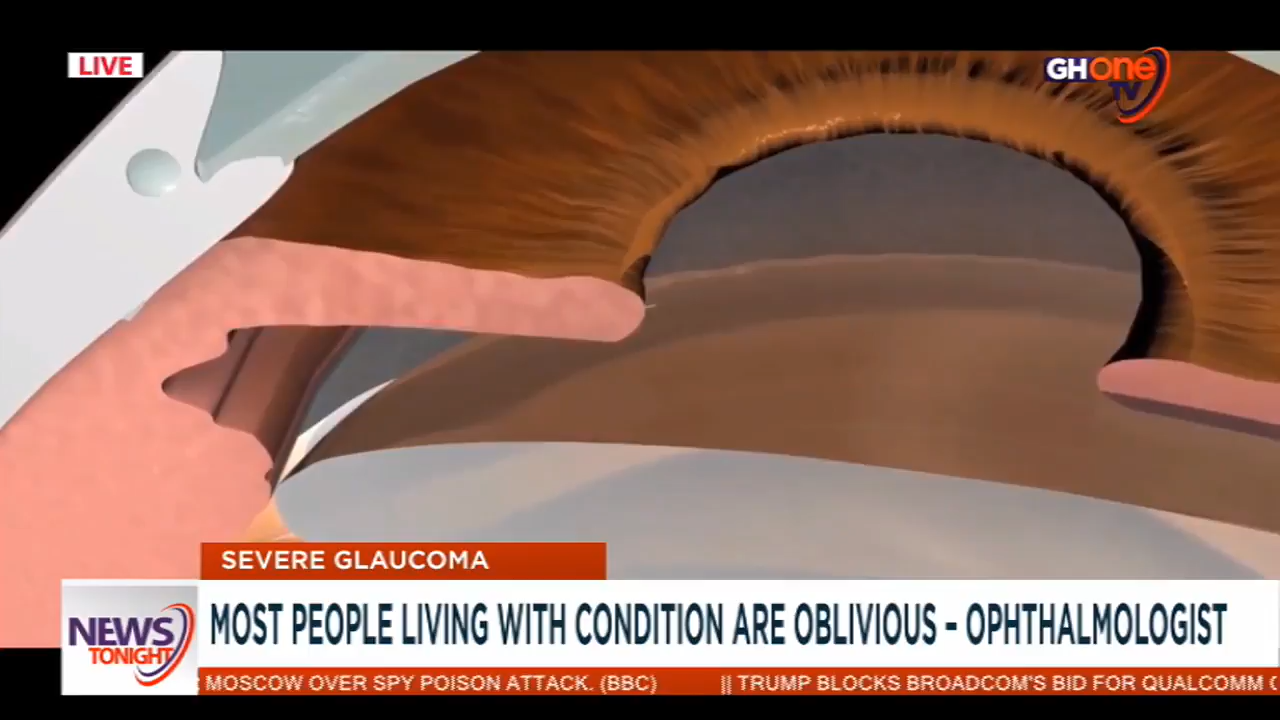 LIVE
GHOne
TV
SEVERE GLAUCOMA
NEWS
TONIGHT
MOST PEOPLE LIVING WITH CONDITION ARE OBLIVIOUS – OPHTHALMOLOGIST
MOSCOW OVER SPY POISON ATTACK. (BBC) || TRUMP BLOCKS BROADCOM'S BID FOR QUALCOMM